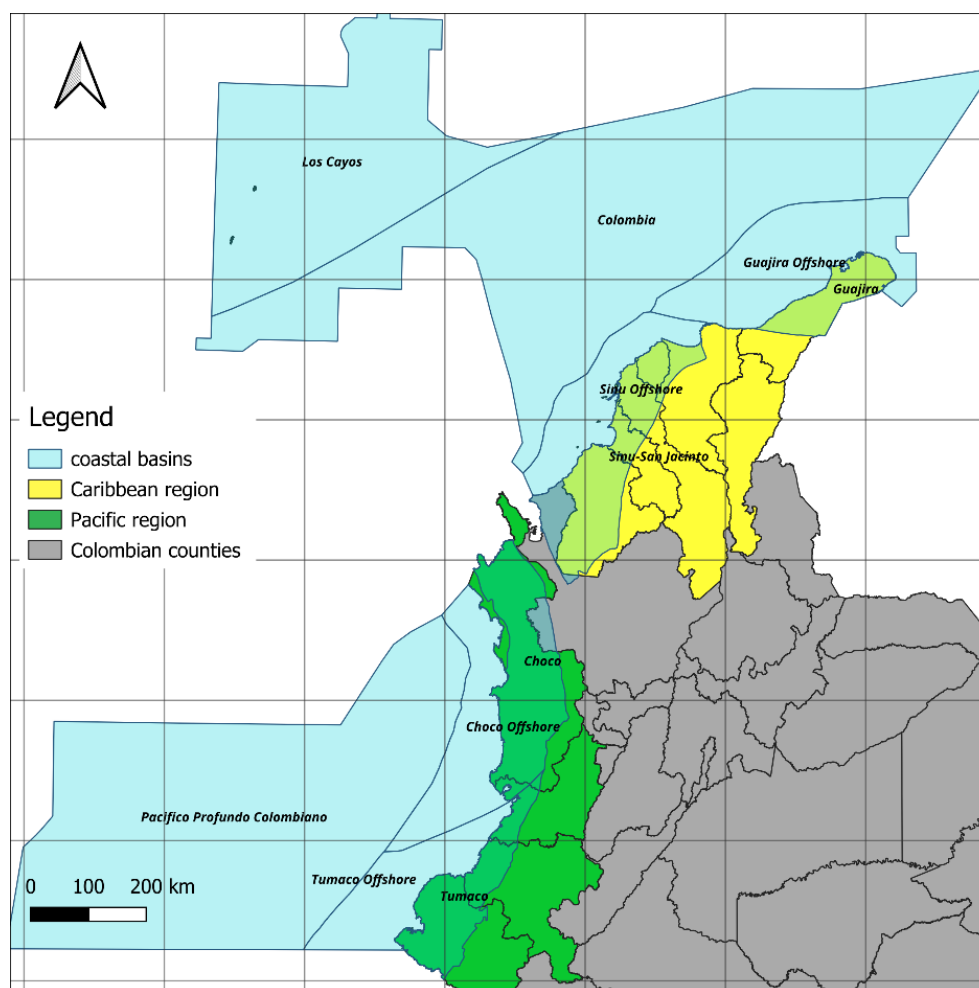 Los Cayos
Colombia
Guajira Offshore
Guajira
Sinu Offshore
Legend
Sinu-San Jacinto
coastal basins
Caribbean region
Pacific region
Colombian counties
Choco
Choco Offshore
Pacifico Profundo Colombiano
Tumaco Offshore
Tumaco
0 100 200 km